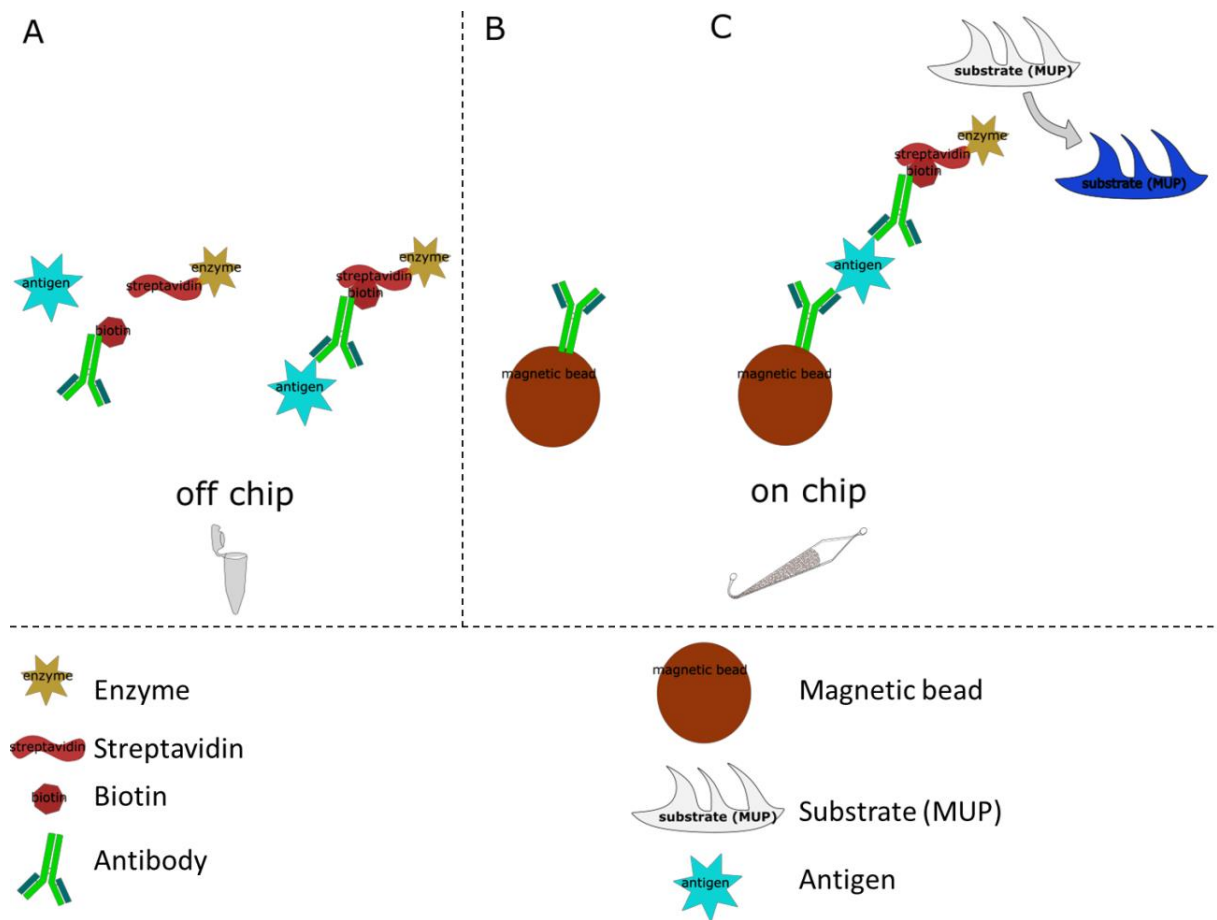 A
antigen
streptavidin
enzyme
biotin
streptavidin
biotin
enzyme
antigen
off chip
B
magnetic bead
C
substrate (MUP)
enzyme
streptavidin
biotin
substrate (MUP)
antigen
magnetic bead
on chip
enzyme
Enzyme
streptavidin
Streptavidin
biotin
Biotin
Antibody
magnetic bead
Magnetic bead
substrate (MUP)
Substrate (MUP)
antigen
Antigen